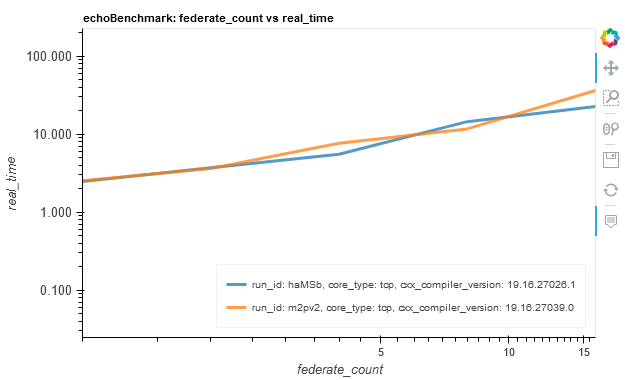 echoBenchmark: federate_count vs real_time
100.000
10.000
1.000
0.100
real_time
run_id: haMSb, core_type: tcp, cxx_compiler_version: 19.16.27026.1
run_id: m2pv2, core_type: tcp, cxx_compiler_version: 19.16.27039.0
5
10
15
federate_count